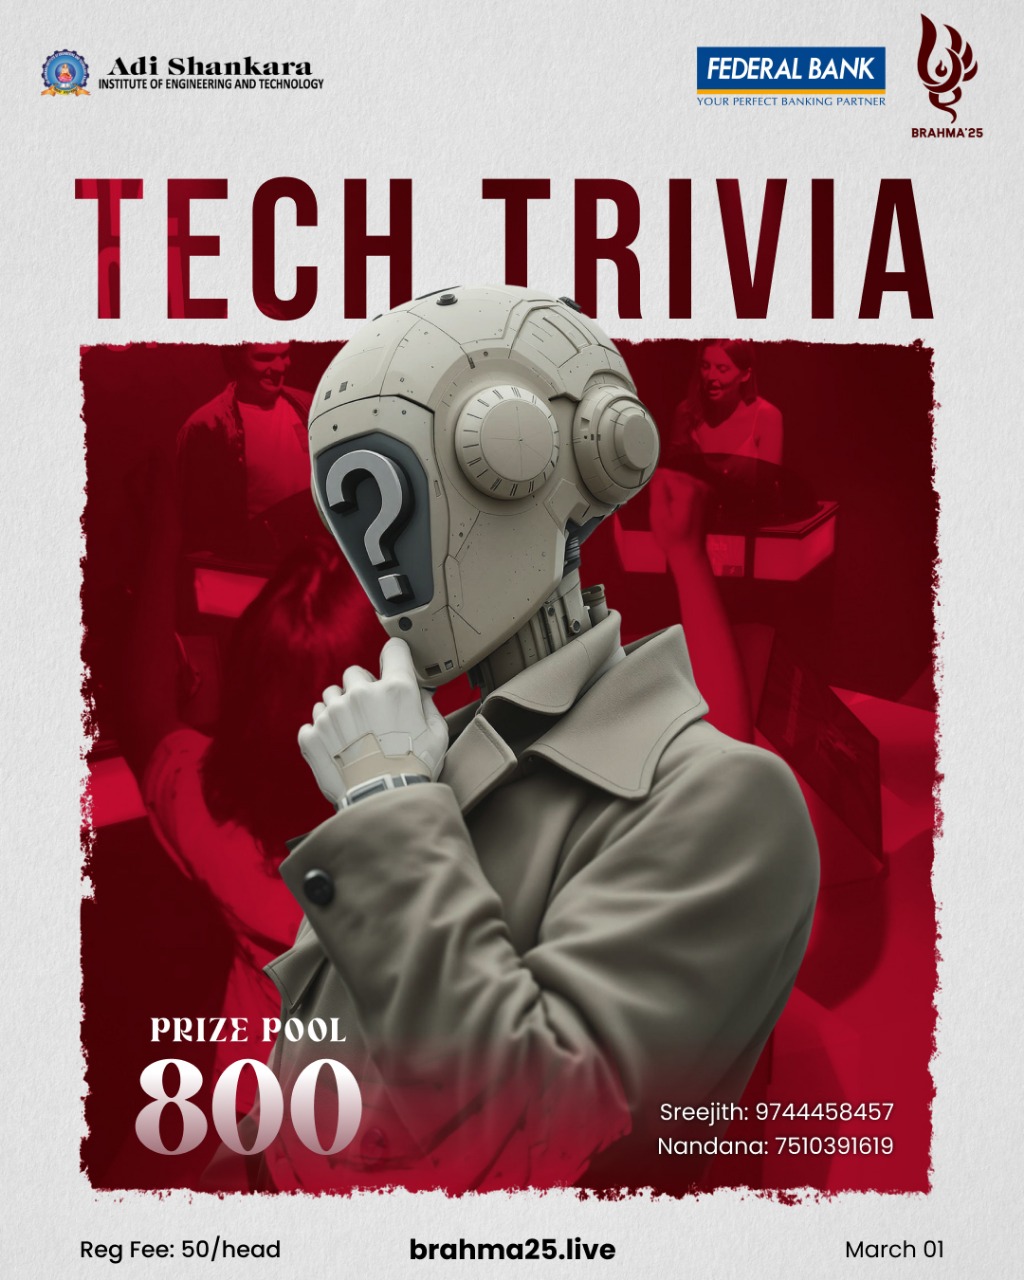 Adi Shankara
INSTITUTE OF ENGINEERING AND TECHNOLOGY
FEDERAL BANK
YOUR PERFECT BANKING PARTNER
BRAHMA'25
TECH TRIVIA
?
PRIZE POOL
800
Sreejith: 9744458457
Nandana: 7510391619
Reg Fee: 50/head
brahma25.live
March 01